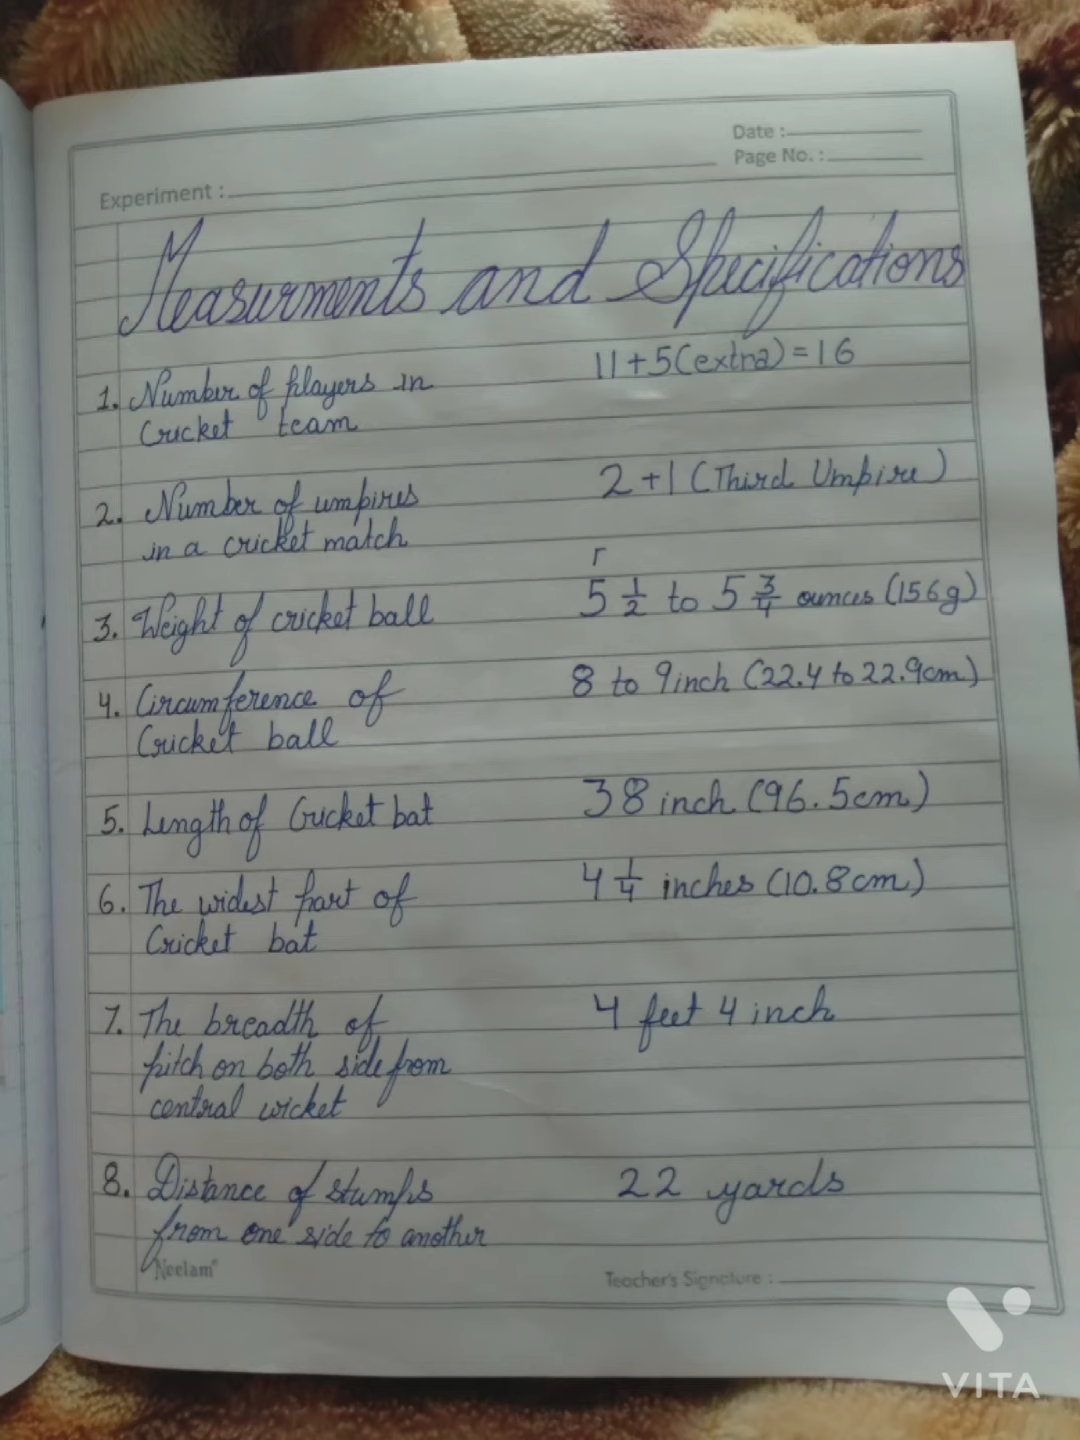 Date :
Page No. :
Experiment :
Measurments and Specifications
1. Number of players in 11+5(extra)=16
Cricket team
2. Number of umpires 2+1 (Third Umpire)
in a cricket match
r
3. Weight of cricket ball 5 1/2 to 5 3/4 ounces (156g)
4. Circumference of 8 to 9inch (22.4 to 22.9cm)
Cricket ball
5. Length of Cricket bat 38 inch (96.5cm)
6. The widest part of 4 1/4 inches (10.8cm)
Cricket bat
7. The breadth of 4 feet 4 inch
pitch on both side from
central wicket
8. Distance of stumps 22 yards
from one side to another
Neelam
Teacher's Signature :
VITA